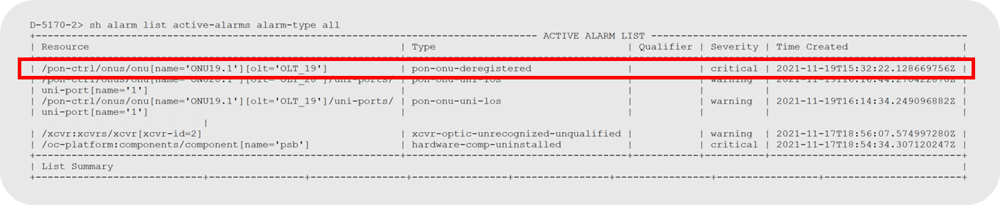 D-5170-2> sh alarm list active-alarms alarm-type all
+---------------------------------------------------------------------------------------- ACTIVE ALARM LIST -------------------------------------------------------+
| Resource | Type | Qualifier | Severity | Time Created |
| /pon-ctrl/onus/onu[name='ONU19.1'][olt='OLT_19'] | pon-onu-deregistered | | critical | 2021-11-19T15:32:22.128669756Z |
| /pon-ctrl/onus/onu[name='ONU20.1'][olt='OLT_20']/uni-ports/ | pon-onu-uni-los | | warning | 2021-11-19T16:16:44.270422870Z |
| uni-port[name='1'] | | | | |
| /pon-ctrl/onus/onu[name='ONU19.1'][olt='OLT_19']/uni-ports/ | pon-onu-uni-los | | warning | 2021-11-19T16:14:34.249096882Z |
| uni-port[name='1'] | | | | |
| /xcvr:xcvrs/xcvr[xcvr-id=2] | xcvr-optic-unrecognized-unqualified | | warning | 2021-11-17T18:56:07.574997280Z |
| /oc-platform:components/component[name='psb'] | hardware-comp-uninstalled | | critical | 2021-11-17T18:54:34.307120247Z |
| List Summary |